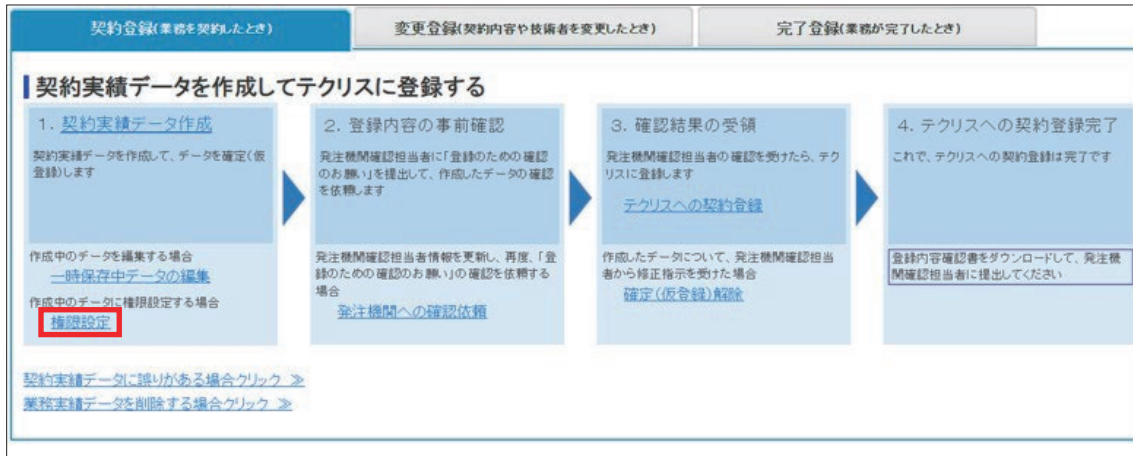 契約登録(業務を契約したとき)
変更登録(契約内容や技術者を変更したとき)
完了登録(業務が完了したとき)
契約実績データを作成してテクリスに登録する
1. 契約実績データ作成
契約実績データを作成して、データを確定(仮
登録)します
作成中のデータを編集する場合
一時保存中データの編集
作成中のデータに権限設定する場合
権限設定
2. 登録内容の事前確認
発注機関確認担当者に「登録のための確認
のお願い」を提出して、作成したデータの確認
を依頼します
発注機関確認担当者情報を更新し、再度、「登
録のための確認のお願い」の確認を依頼する
場合
発注機関への確認依頼
3. 確認結果の受領
発注機関確認担当者の確認を受けたら、テク
リスに登録します
テクリスへの契約登録
作成したデータについて、発注機関確認担当
者から修正指示を受けた場合
確定(仮登録)解除
4. テクリスへの契約登録完了
これで、テクリスへの契約登録は完了です
登録内容確認書をダウンロードして、発注機
関確認担当者に提出してください
契約実績データに誤りがある場合クリック ≫
業務実績データを削除する場合クリック ≫